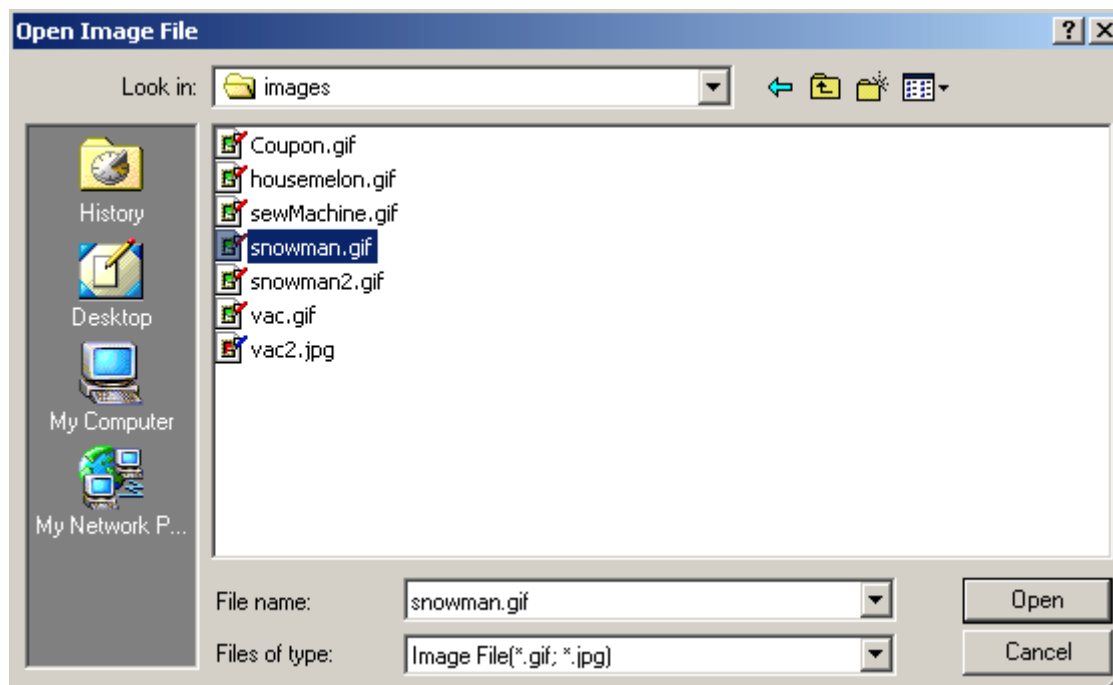 Open Image File
Look in: images
History
Desktop
My Computer
My Network P...
Coupon.gif
housemelon.gif
sewMachine.gif
snowman.gif
snowman2.gif
vac.gif
vac2.jpg
File name: snowman.gif Open
Files of type: Image File(*.gif; *.jpg) Cancel